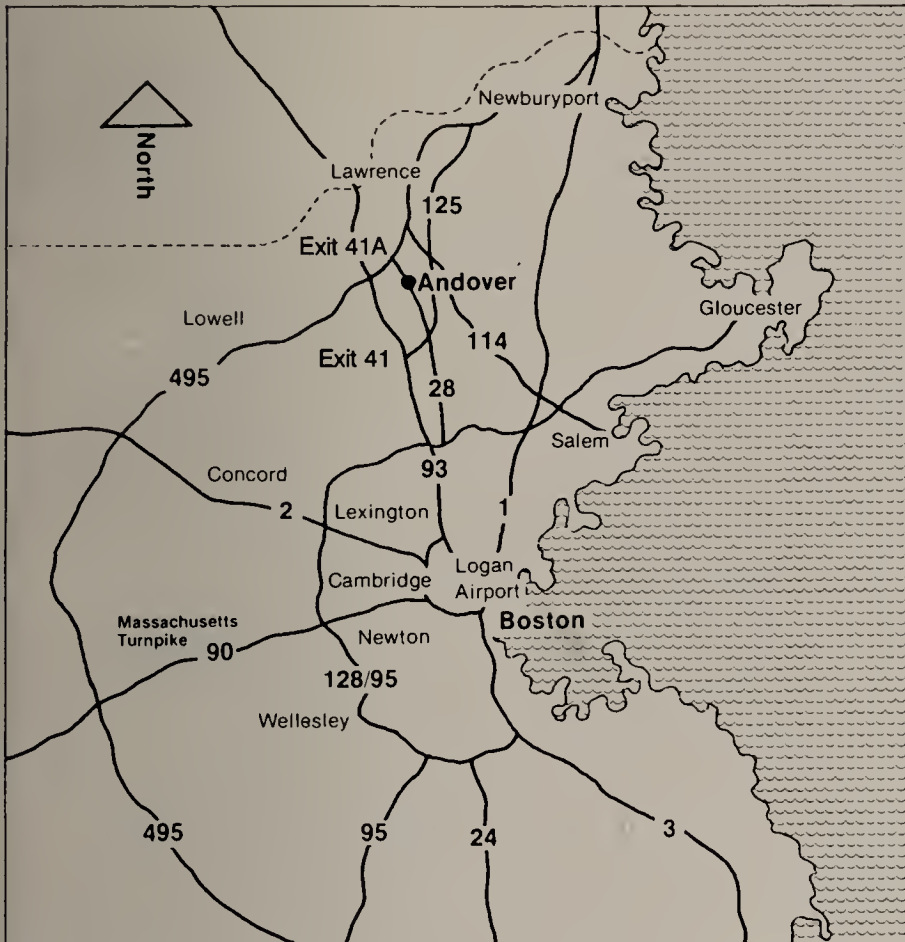 Newburyport
North
Lawrence
125
Exit 41A
Andover
Gloucester
Lowell
114
Exit 41
495
28
Salem
93
Concord
2
Lexington
1
Logan
Airport
Cambridge
Boston
Massachusetts
Turnpike
Newton
90
128/95
Wellesley
495
95
24
3